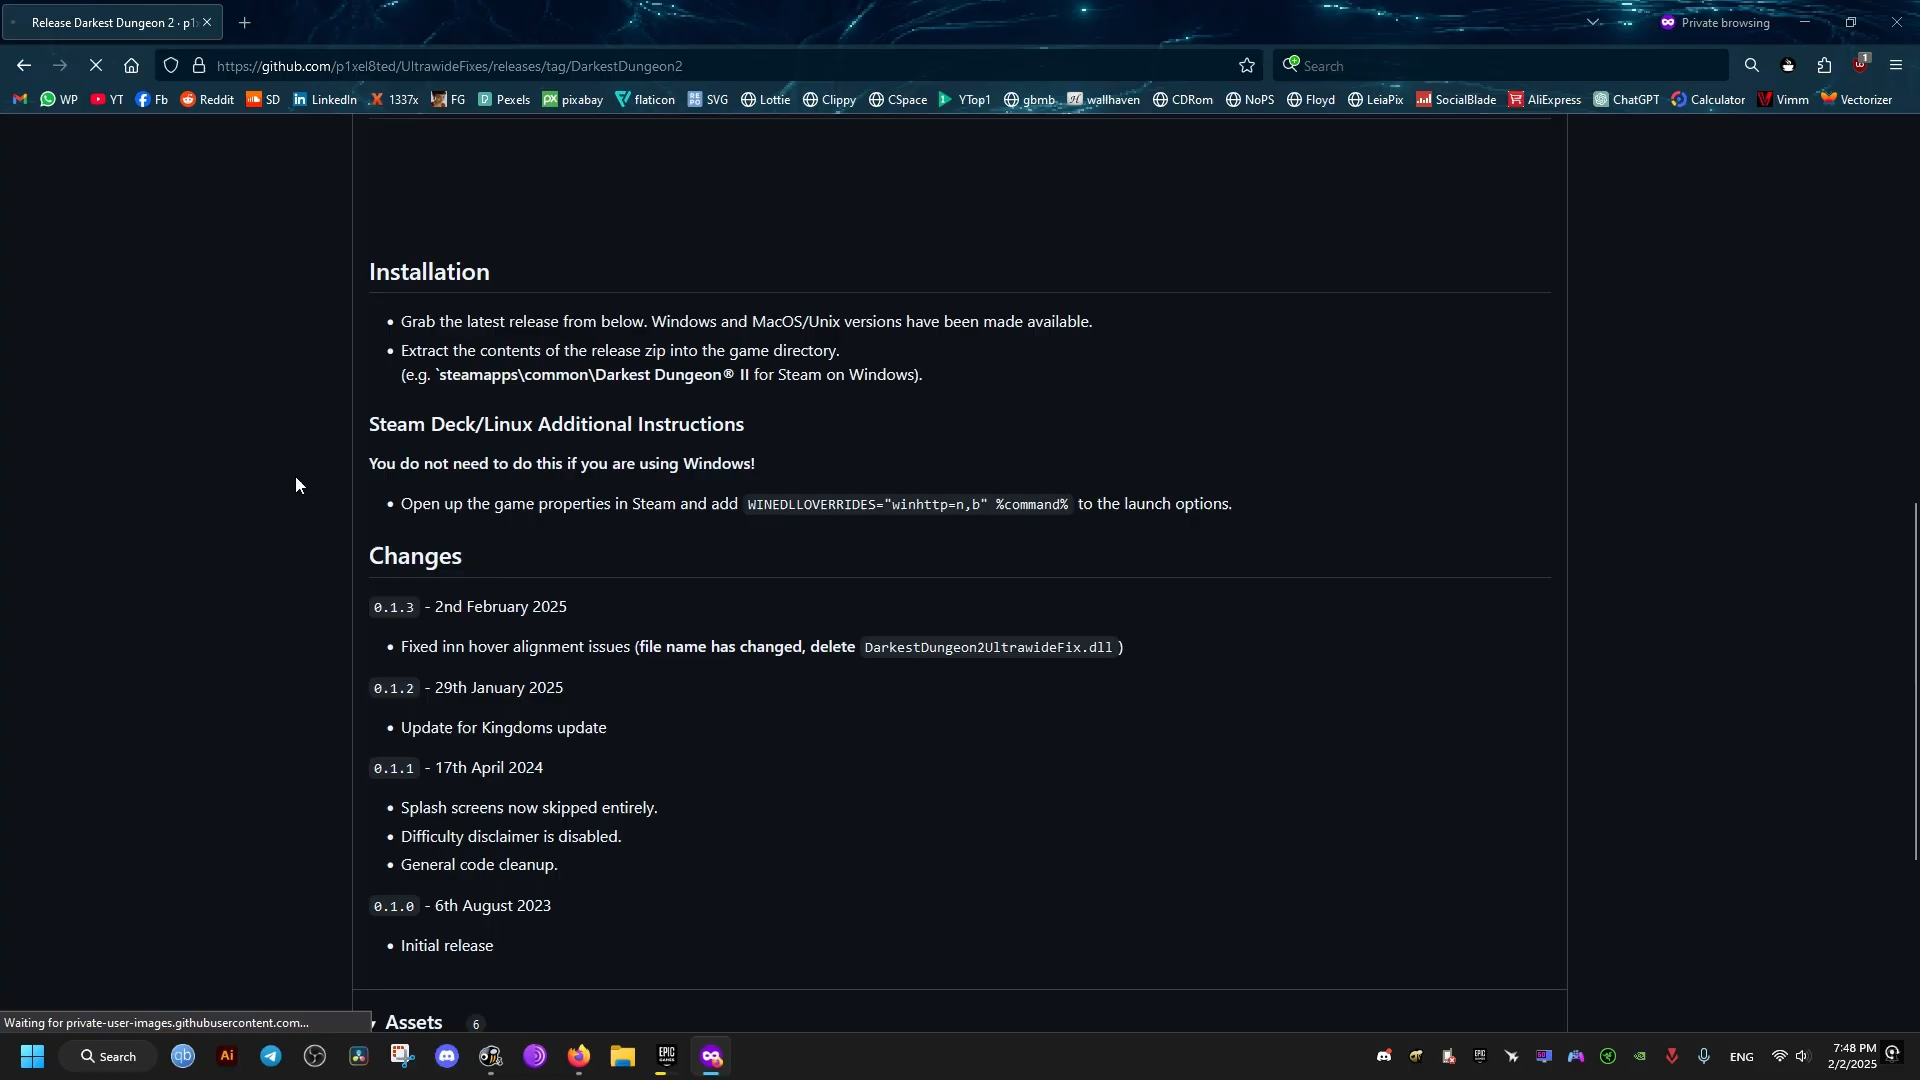 Release Darkest Dungeon 2 · p1x
Private browsing
https://github.com/p1xel8ted/UltrawideFixes/releases/tag/DarkestDungeon2
Search
1
WP
YT
Fb
Reddit
SD
LinkedIn
1337x
FG
Pexels
pixabay
flaticon
SVG
Lottie
Clippy
CSpace
YTop1
gbmb
wallhaven
CDRom
NoPS
Floyd
LeiaPix
SocialBlade
AliExpress
ChatGPT
Calculator
Vimm
Vectorizer
Installation
Grab the latest release from below. Windows and MacOS/Unix versions have been made available.
Extract the contents of the release zip into the game directory.
(e.g. `steamapps\common\Darkest Dungeon® II for Steam on Windows).
Steam Deck/Linux Additional Instructions
You do not need to do this if you are using Windows!
Open up the game properties in Steam and add WINEDLLOVERRIDES="winhttp=n,b" %command% to the launch options.
Changes
0.1.3 - 2nd February 2025
Fixed inn hover alignment issues (file name has changed, delete DarkestDungeon2UltrawideFix.dll)
0.1.2 - 29th January 2025
Update for Kingdoms update
0.1.1 - 17th April 2024
Splash screens now skipped entirely.
Difficulty disclaimer is disabled.
General code cleanup.
0.1.0 - 6th August 2023
Initial release
Assets 6
Waiting for private-user-images.githubusercontent.com...
Search
qb
Ai
EPIC
GAMES
ENG
7:48 PM
2/2/2025